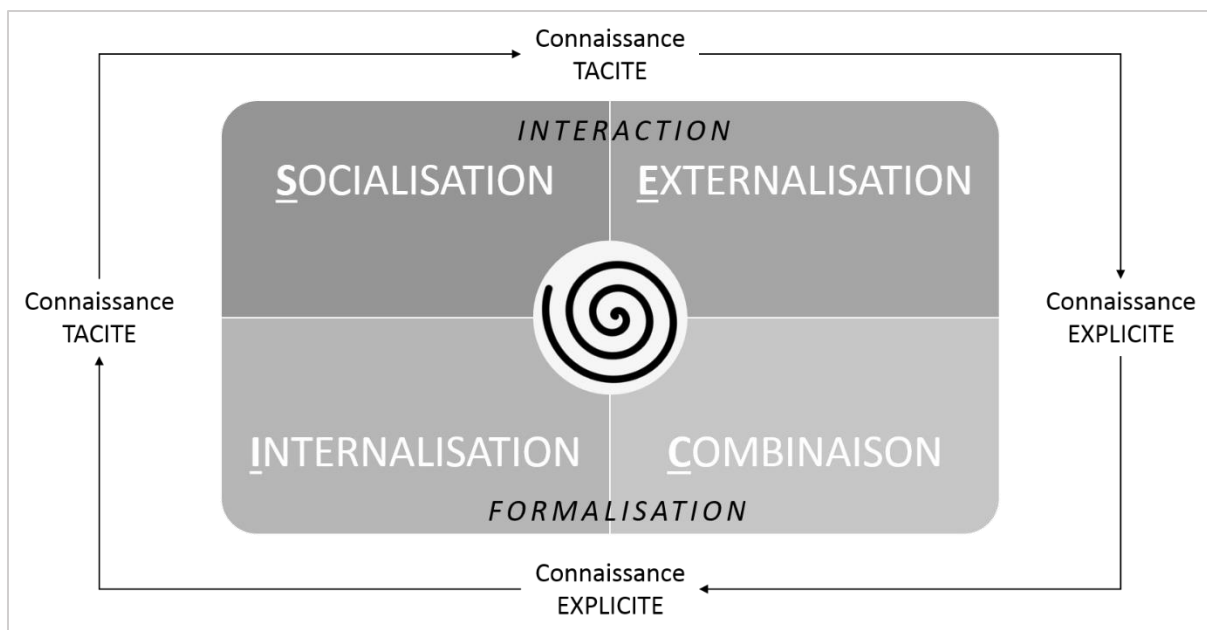 Connaissance
TACITE
INTERACTION
SOCIALISATION
EXTERNALISATION
Connaissance
TACITE
Connaissance
EXPLICITE
INTERNALISATION
COMBINAISON
FORMALISATION
Connaissance
EXPLICITE